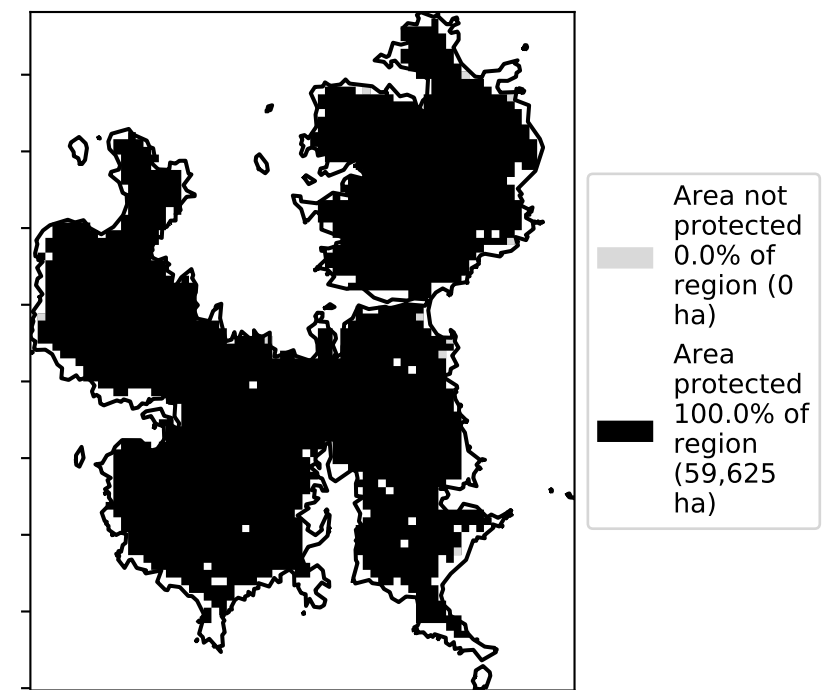 Area not
protected
0.0% of
region (0
ha)
Area
protected
100.0% of
region
(59,625
ha)